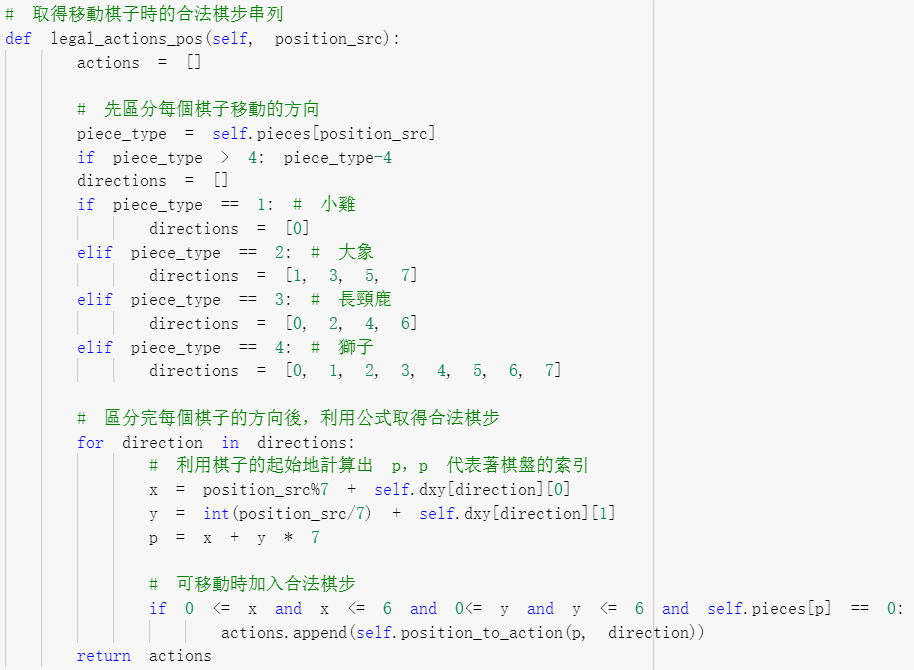 # 取得移動棋子時的合法棋步串列
def legal_actions_pos(self, position_src):
actions = []
# 先區分每個棋子移動的方向
piece_type = self.pieces[position_src]
if piece_type > 4: piece_type-4
directions = []
if piece_type == 1: # 小雞
directions = [0]
elif piece_type == 2: # 大象
directions = [1, 3, 5, 7]
elif piece_type == 3: # 長頸鹿
directions = [0, 2, 4, 6]
elif piece_type == 4: # 獅子
directions = [0, 1, 2, 3, 4, 5, 6, 7]
# 區分完每個棋子的方向後，利用公式取得合法棋步
for direction in directions:
# 利用棋子的起始地計算出 p，p 代表著棋盤的索引
x = position_src%7 + self.dxy[direction][0]
y = int(position_src/7) + self.dxy[direction][1]
p = x + y * 7
# 可移動時加入合法棋步
if 0 <= x and x <= 6 and 0<= y and y <= 6 and self.pieces[p] == 0:
actions.append(self.position_to_action(p, direction))
return actions